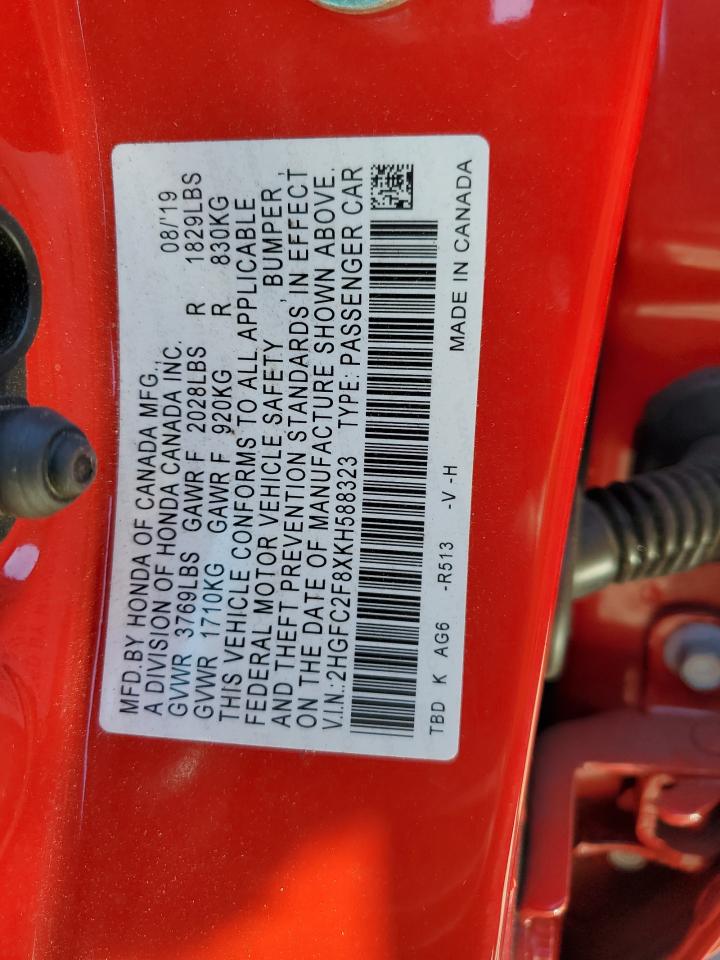 MFD.BY HONDA OF CANADA MFG.,
A DIVISION OF HONDA CANADA INC. 08/'19
GVWR 3769LBS GAWR F 2028LBS R 1829LBS
GVWR 1710KG GAWR F 920KG R 830KG
THIS VEHICLE CONFORMS TO ALL APPLICABLE
FEDERAL MOTOR VEHICLE SAFETY , BUMPER ,
AND THEFT PREVENTION STANDARDS, IN EFFECT
ON THE DATE OF MANUFACTURE SHOWN ABOVE.
V.I.N.:2HGFC2F8XKH588323 TYPE: PASSENGER CAR
TBD K AG6 -R513 -V -H MADE IN CANADA